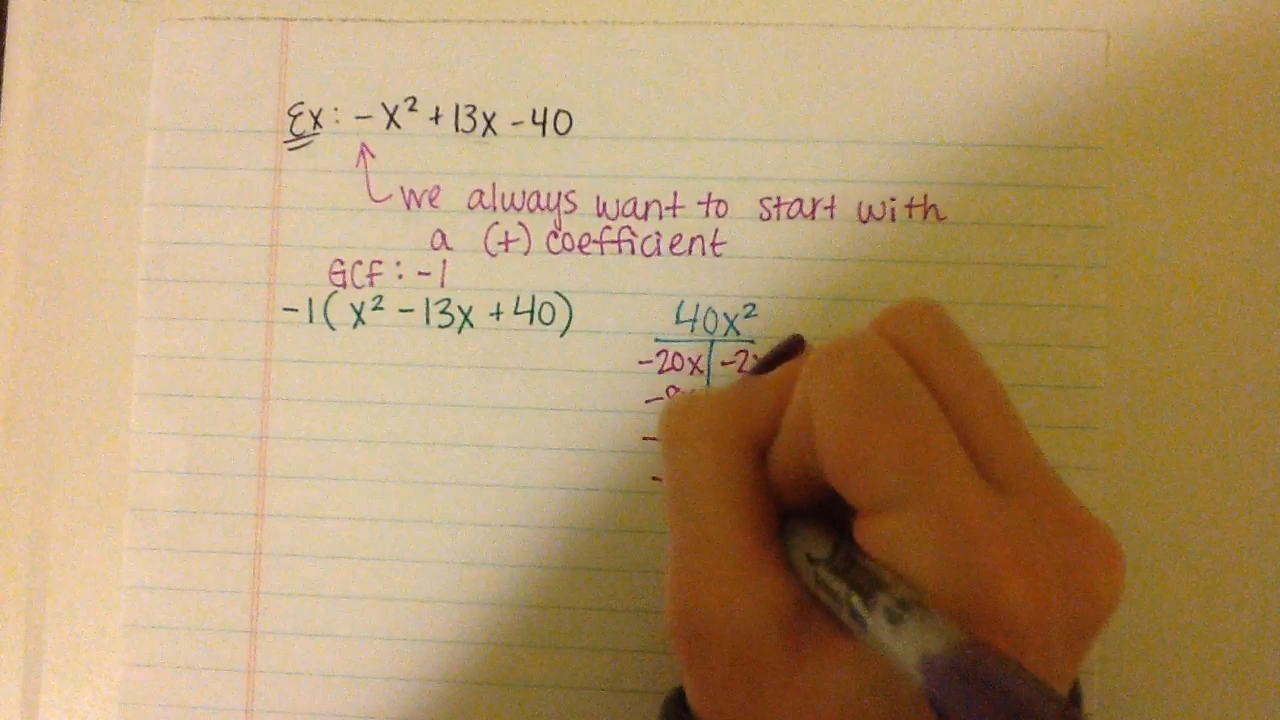 Ex: -x² + 13x - 40
we always want to start with
a (+) coefficient
GCF: -1
-1(x² - 13x + 40)
40x²
-20x -2